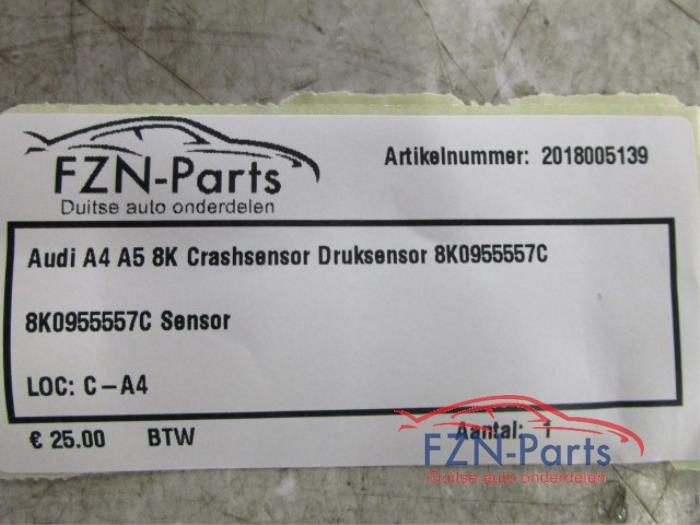 FZN-Parts
Duitse auto onderdelen
Artikelnummer: 2018005139
Audi A4 A5 8K Crashsensor Druksensor 8K0955557C
8K0955557C Sensor
LOC: C-A4
€ 25.00 BTW Aantal: 1
FZN-Parts
Duitse auto onderdelen